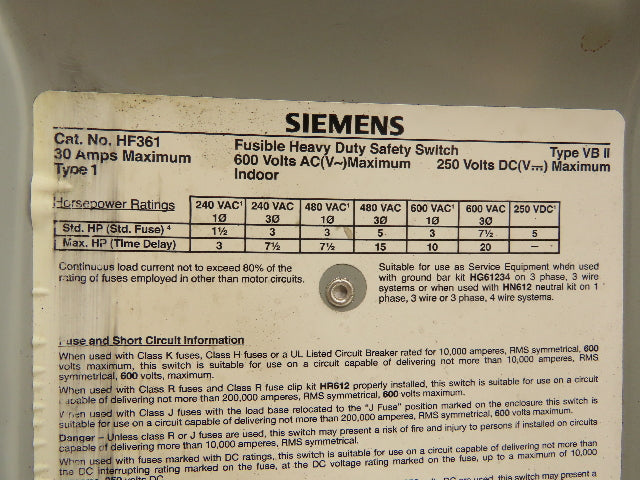 SIEMENS
Cat. No. HF361 Fusible Heavy Duty Safety Switch Type VB II
30 Amps Maximum 600 Volts AC(V~)Maximum 250 Volts DC(V⎓) Maximum
Type 1 Indoor
Horsepower Ratings 240 VAC¹ 240 VAC 480 VAC¹ 480 VAC 600 VAC¹ 600 VAC 250 VDC¹
1Ø 3Ø 1Ø 3Ø 1Ø 3Ø
Std. HP (Std. Fuse) ⁴ 1½ 3 3 5 3 7½ 5
Max. HP (Time Delay) 3 7½ 7½ 15 10 20 –
Continuous load current not to exceed 80% of the
rating of fuses employed in other than motor circuits.
Suitable for use as Service Equipment when used
with ground bar kit HG61234 on 3 phase, 3 wire
systems or when used with HN612 neutral kit on 1
phase, 3 wire or 3 phase, 4 wire systems.
Fuse and Short Circuit Information
When used with Class K fuses, Class H fuses or a UL Listed Circuit Breaker rated for 10,000 amperes, RMS symmetrical, 600
volts maximum, this switch is suitable for use on a circuit capable of delivering not more than 10,000 amperes, RMS
symmetrical, 600 volts, maximum.
When used with Class R fuses and Class R fuse clip kit HR612 properly installed, this switch is suitable for use on a circuit
capable of delivering not more than 200,000 amperes, RMS symmetrical, 600 volts maximum.
When used with Class J fuses with the load base relocated to the "J Fuse" position marked on the enclosure this switch is
suitable for use on a circuit capable of delivering not more than 200,000 amperes, RMS symmetrical, 600 volts maximum.
Danger – Unless class R or J fuses are used, this switch may present a risk of fire and injury to persons if installed on circuits
capable of delivering more than 10,000 amperes, RMS symmetrical.
When used with fuses marked with DC ratings, this switch is suitable for use on a circuit capable of delivering not more than
the DC interrupting rating marked on the fuse, at the DC voltage rating marked on the fuse, up to a maximum of 10,000
250 volts DC. are used, this switch may present a